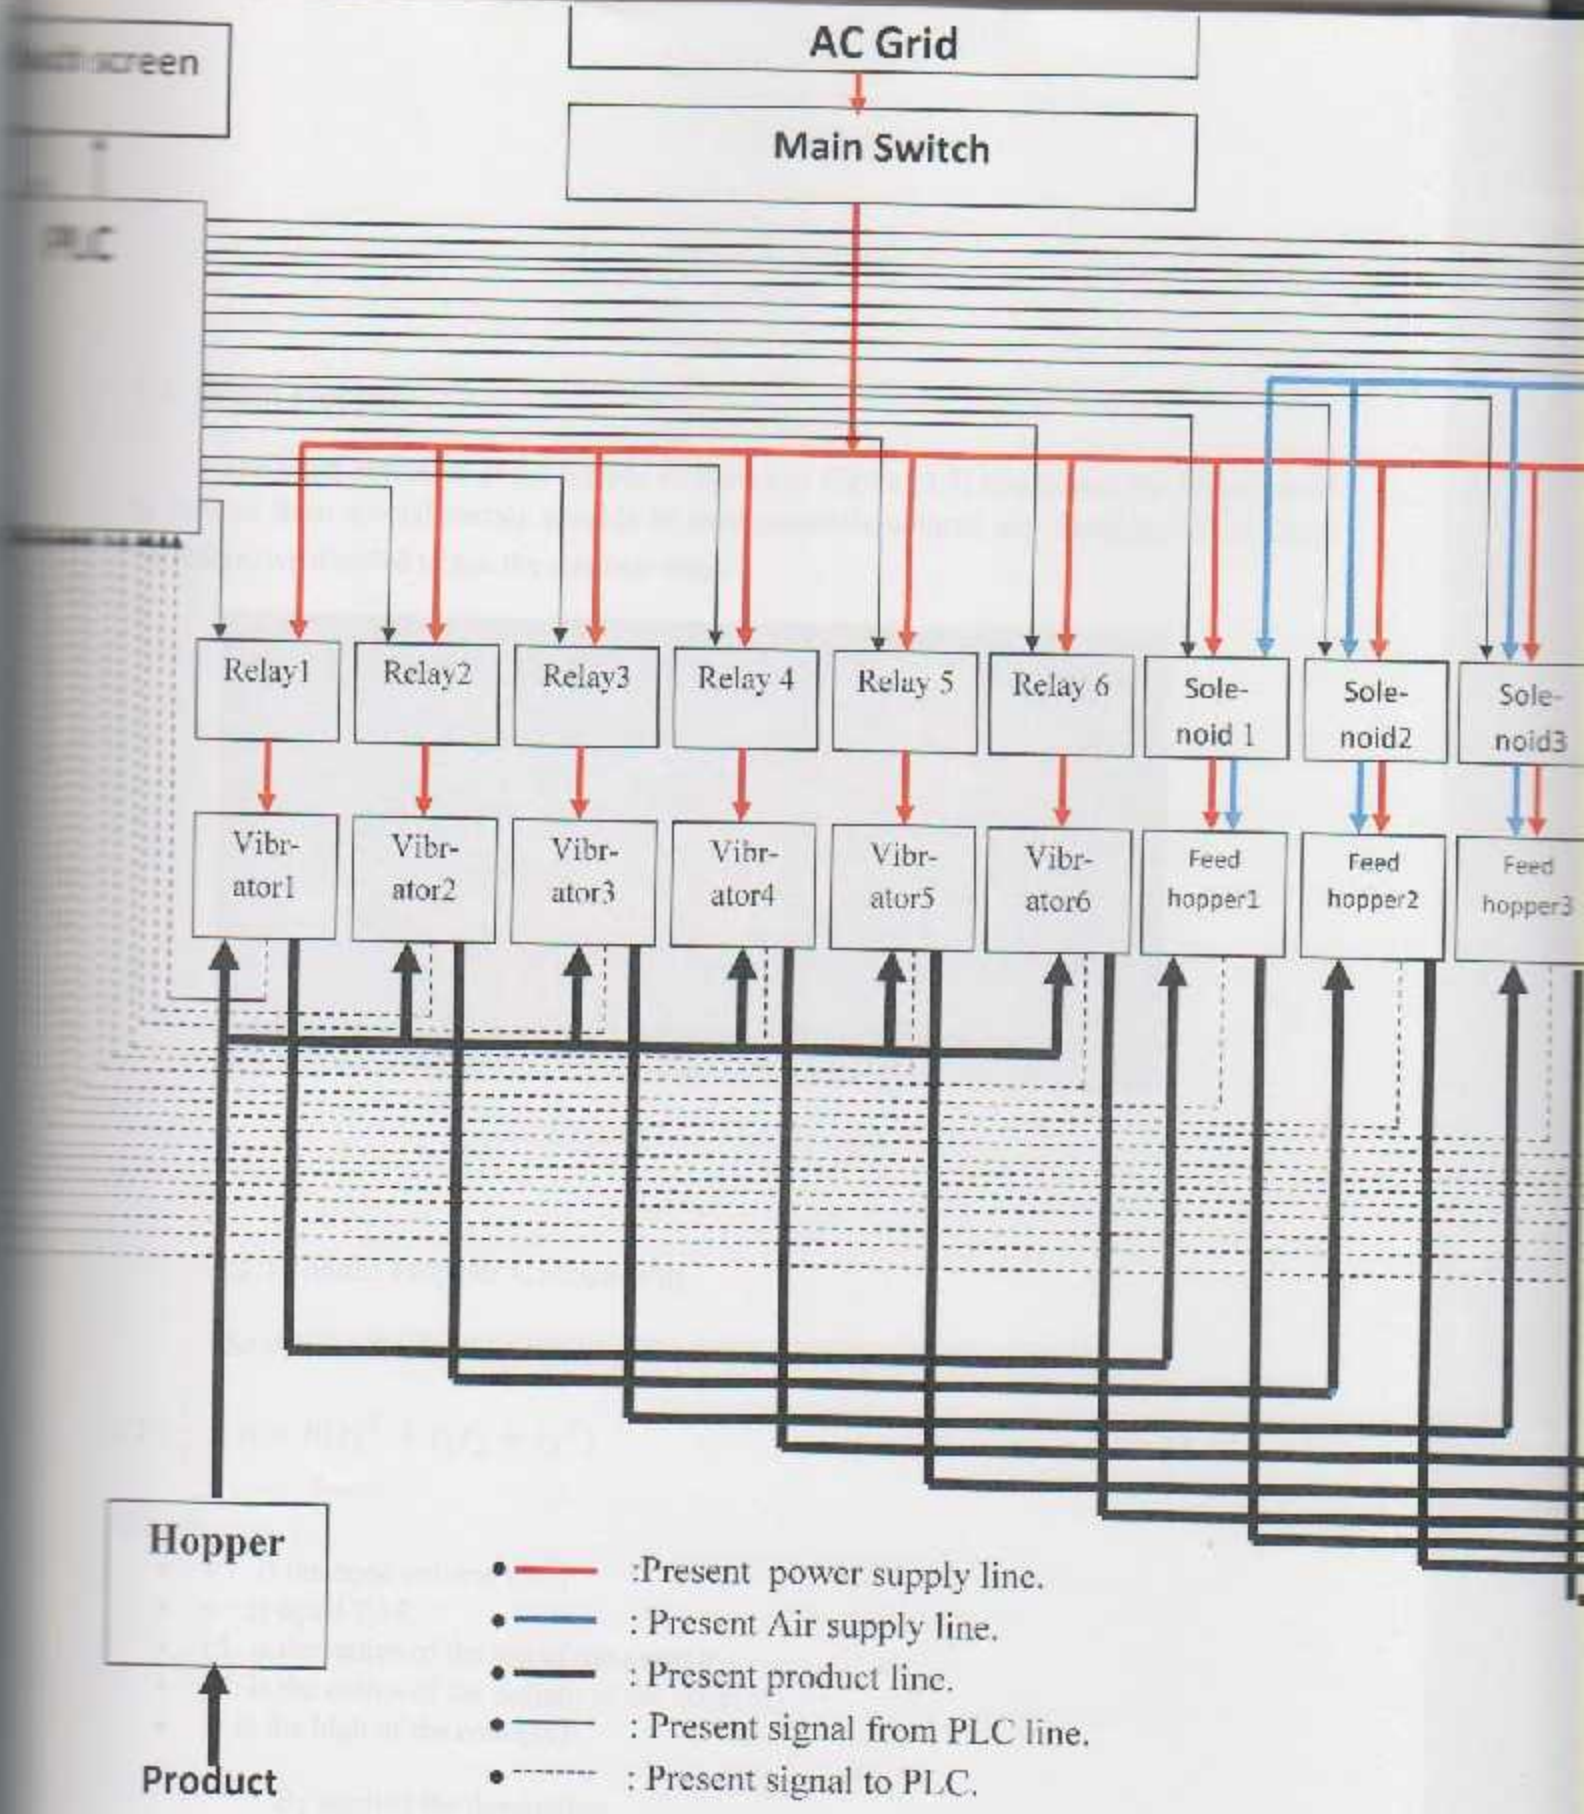 screen
AC Grid
Main Switch
PLC
Relay1
Relay2
Relay3
Relay 4
Relay 5
Relay 6
Sole-
noid 1
Sole-
noid2
Sole-
noid3
Vibr-
ator1
Vibr-
ator2
Vibr-
ator3
Vibr-
ator4
Vibr-
ator5
Vibr-
ator6
Feed
hopper1
Feed
hopper2
Feed
hopper3
Hopper
Product
:Present power supply line.
: Present Air supply line.
: Present product line.
: Present signal from PLC line.
: Present signal to PLC.